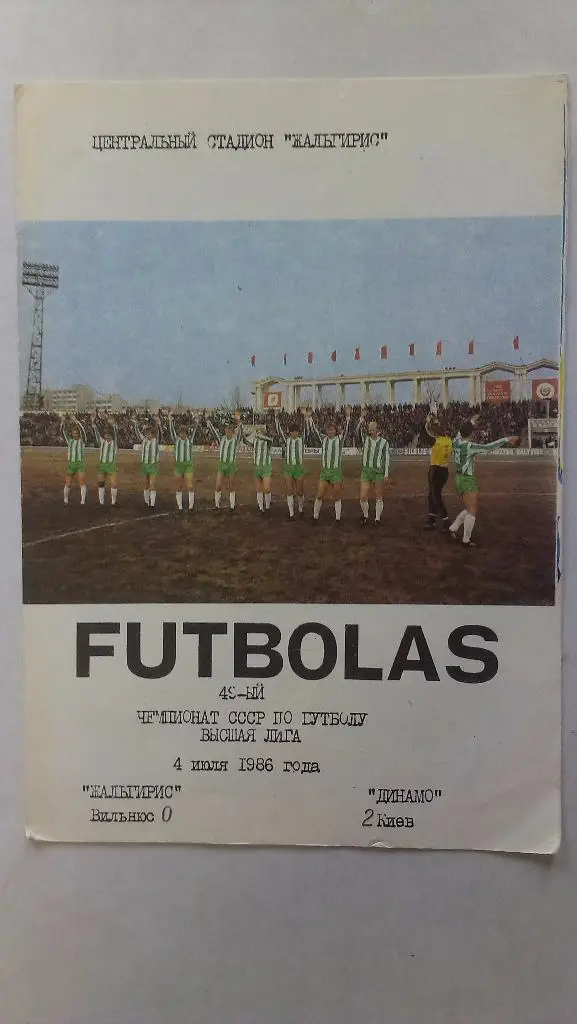 ЦЕНТРАЛЬНЫЙ СТАДИОН "ЖАЛЬГИРИС"
FUTBOLAS
49-ЫЙ
ЧЕМПИОНАТ СССР ПО ФУТБОЛУ
ВЫСШАЯ ЛИГА
4 июля 1986 года
"ЖАЛЬГИРИС" "ДИНАМО"
Вильнюс 0 2 Киев